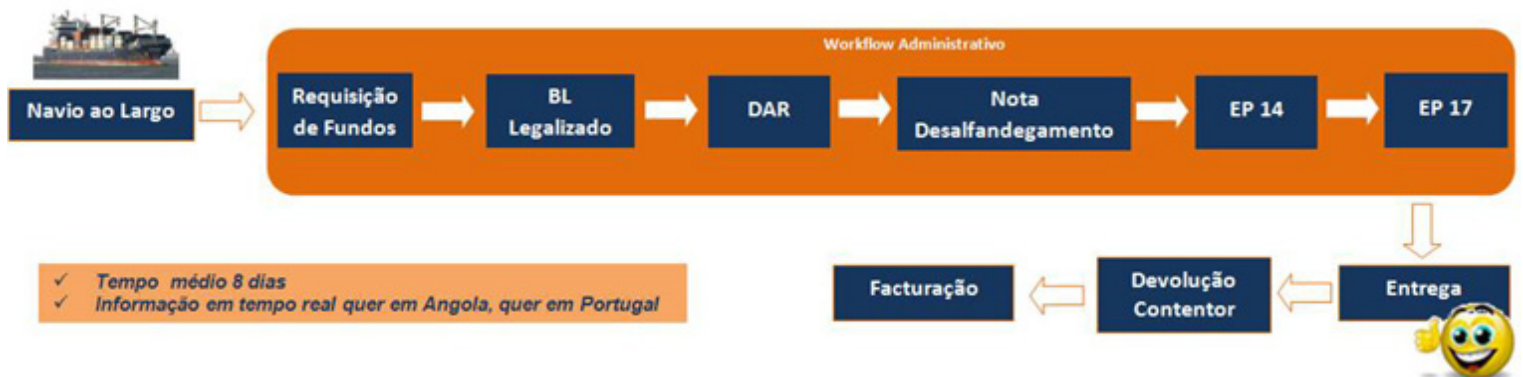 Workflow Administrativo
Navio ao Largo
Requisição
de Fundos
BL
Legalizado
DAR
Nota
Desalfandegamento
EP 14
EP 17
Entrega
Devolução
Contentor
Facturação
✓ Tempo médio 8 dias
✓ Informação em tempo real quer em Angola, quer em Portugal